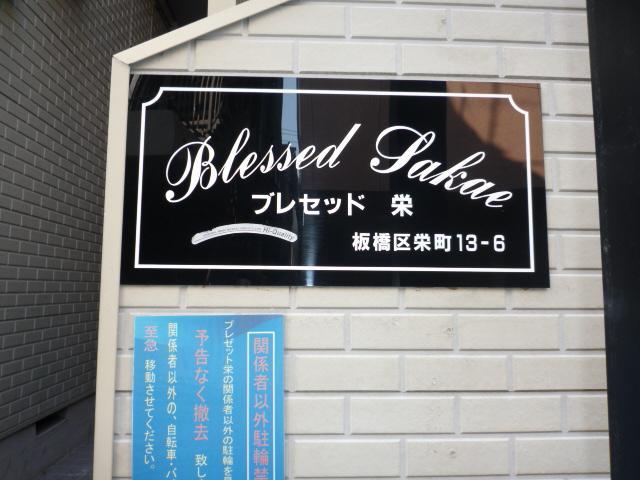 Blessed Sakae
ブレセッド 栄
Hi-Quality
板橋区栄町13-6
関係者以外駐輪禁
ブレゼット栄の関係者以外の駐輪を
予告なく撤去 致し
関係者以外の、自転車・バ
至急 移動させてください。